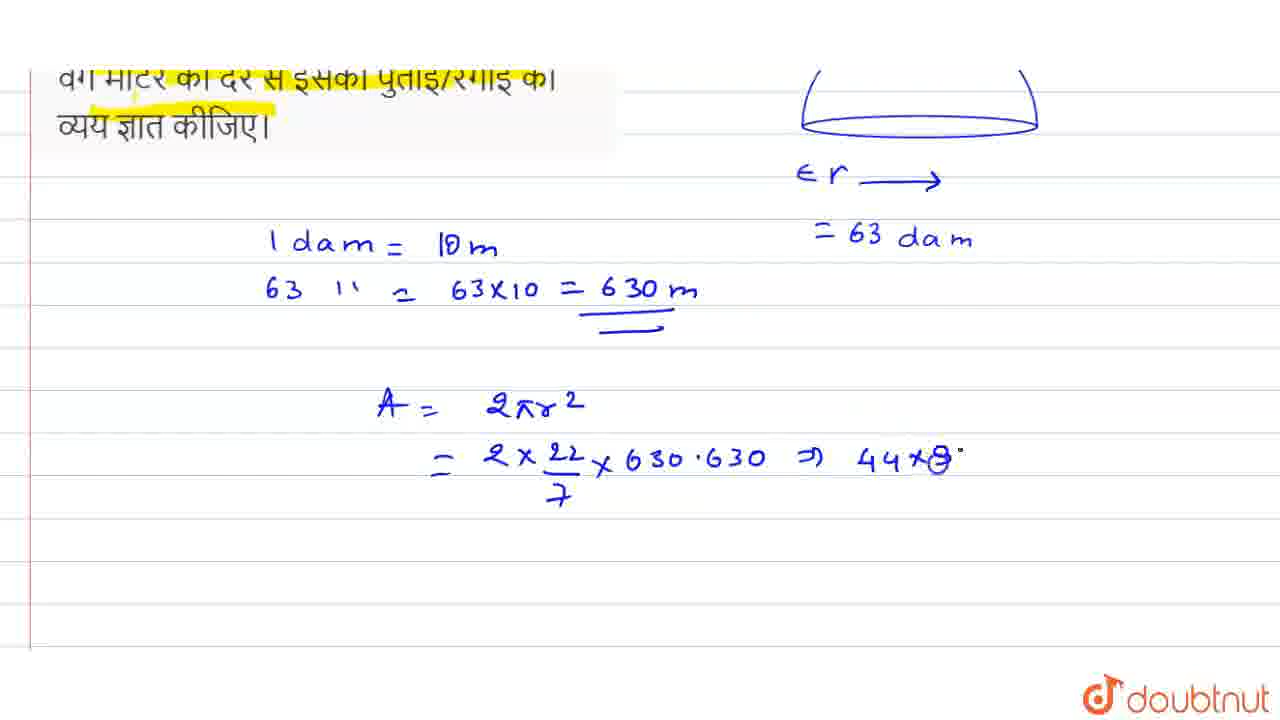 वर्ग मीटर की दर से इसकी पुताई/रंगाई का
व्यय ज्ञात कीजिए।
∈ r ⟶
= 63 dam
1 dam = 10 m
63 " = 63×10 = 630 m
A = 2πr²
= 2 × 22/7 × 630 · 630 ⇒ 44 ×
doubtnut